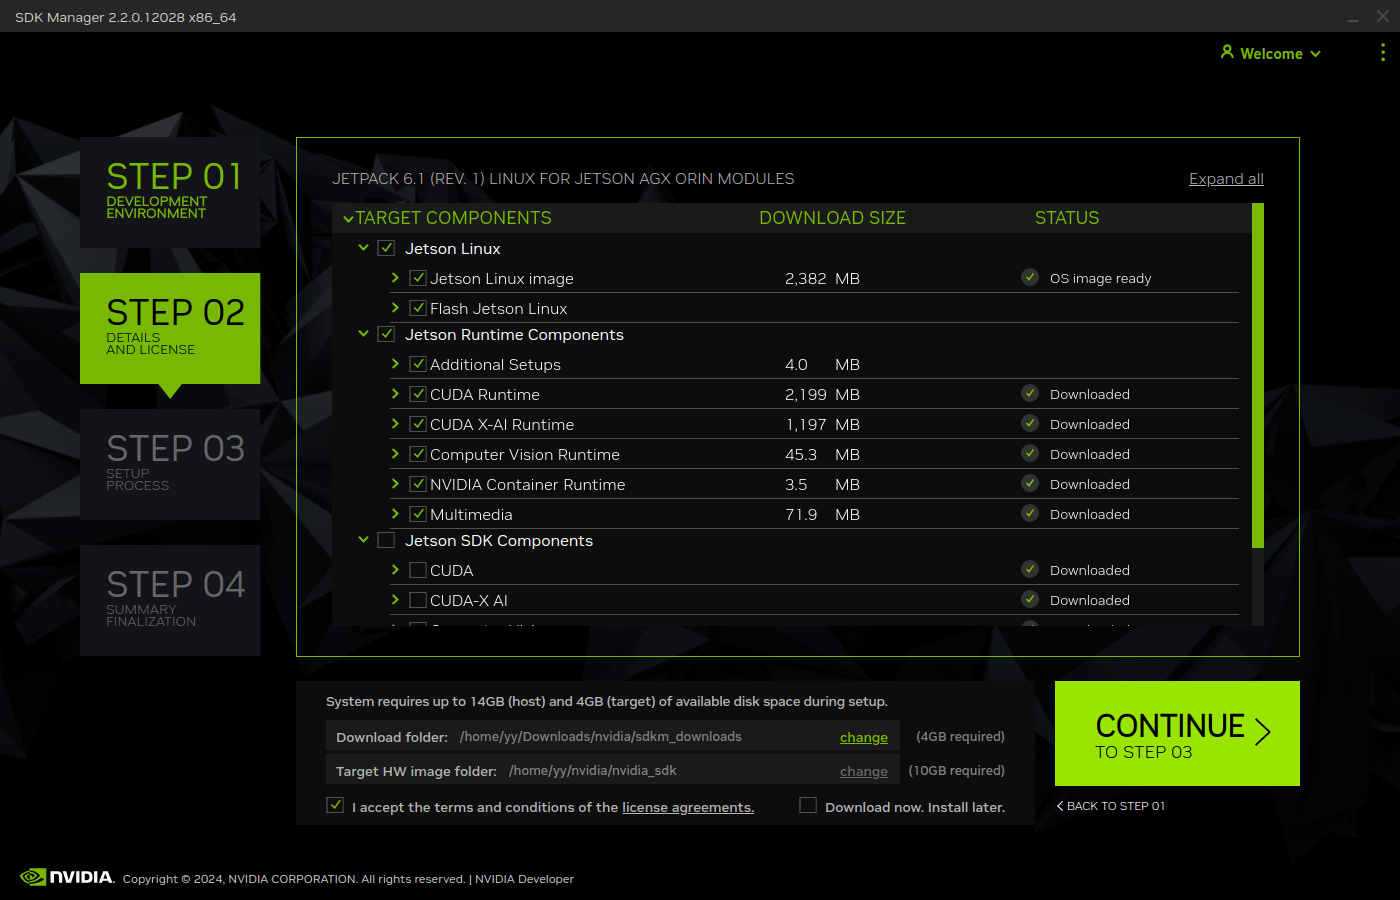 SDK Manager 2.2.0.12028 x86_64
Welcome
STEP 01
DEVELOPMENT
ENVIRONMENT
STEP 02
DETAILS
AND LICENSE
STEP 03
SETUP
PROCESS
STEP 04
SUMMARY
FINALIZATION
JETPACK 6.1 (REV. 1) LINUX FOR JETSON AGX ORIN MODULES Expand all
TARGET COMPONENTS DOWNLOAD SIZE STATUS
Jetson Linux
Jetson Linux image 2,382 MB OS image ready
Flash Jetson Linux
Jetson Runtime Components
Additional Setups 4.0 MB
CUDA Runtime 2,199 MB Downloaded
CUDA X-AI Runtime 1,197 MB Downloaded
Computer Vision Runtime 45.3 MB Downloaded
NVIDIA Container Runtime 3.5 MB Downloaded
Multimedia 71.9 MB Downloaded
Jetson SDK Components
CUDA Downloaded
CUDA-X AI Downloaded
System requires up to 14GB (host) and 4GB (target) of available disk space during setup.
Download folder: /home/yy/Downloads/nvidia/sdkm_downloads change (4GB required)
Target HW image folder: /home/yy/nvidia/nvidia_sdk change (10GB required)
I accept the terms and conditions of the license agreements. Download now. Install later.
CONTINUE
TO STEP 03
BACK TO STEP 01
NVIDIA. Copyright © 2024, NVIDIA CORPORATION. All rights reserved. | NVIDIA Developer